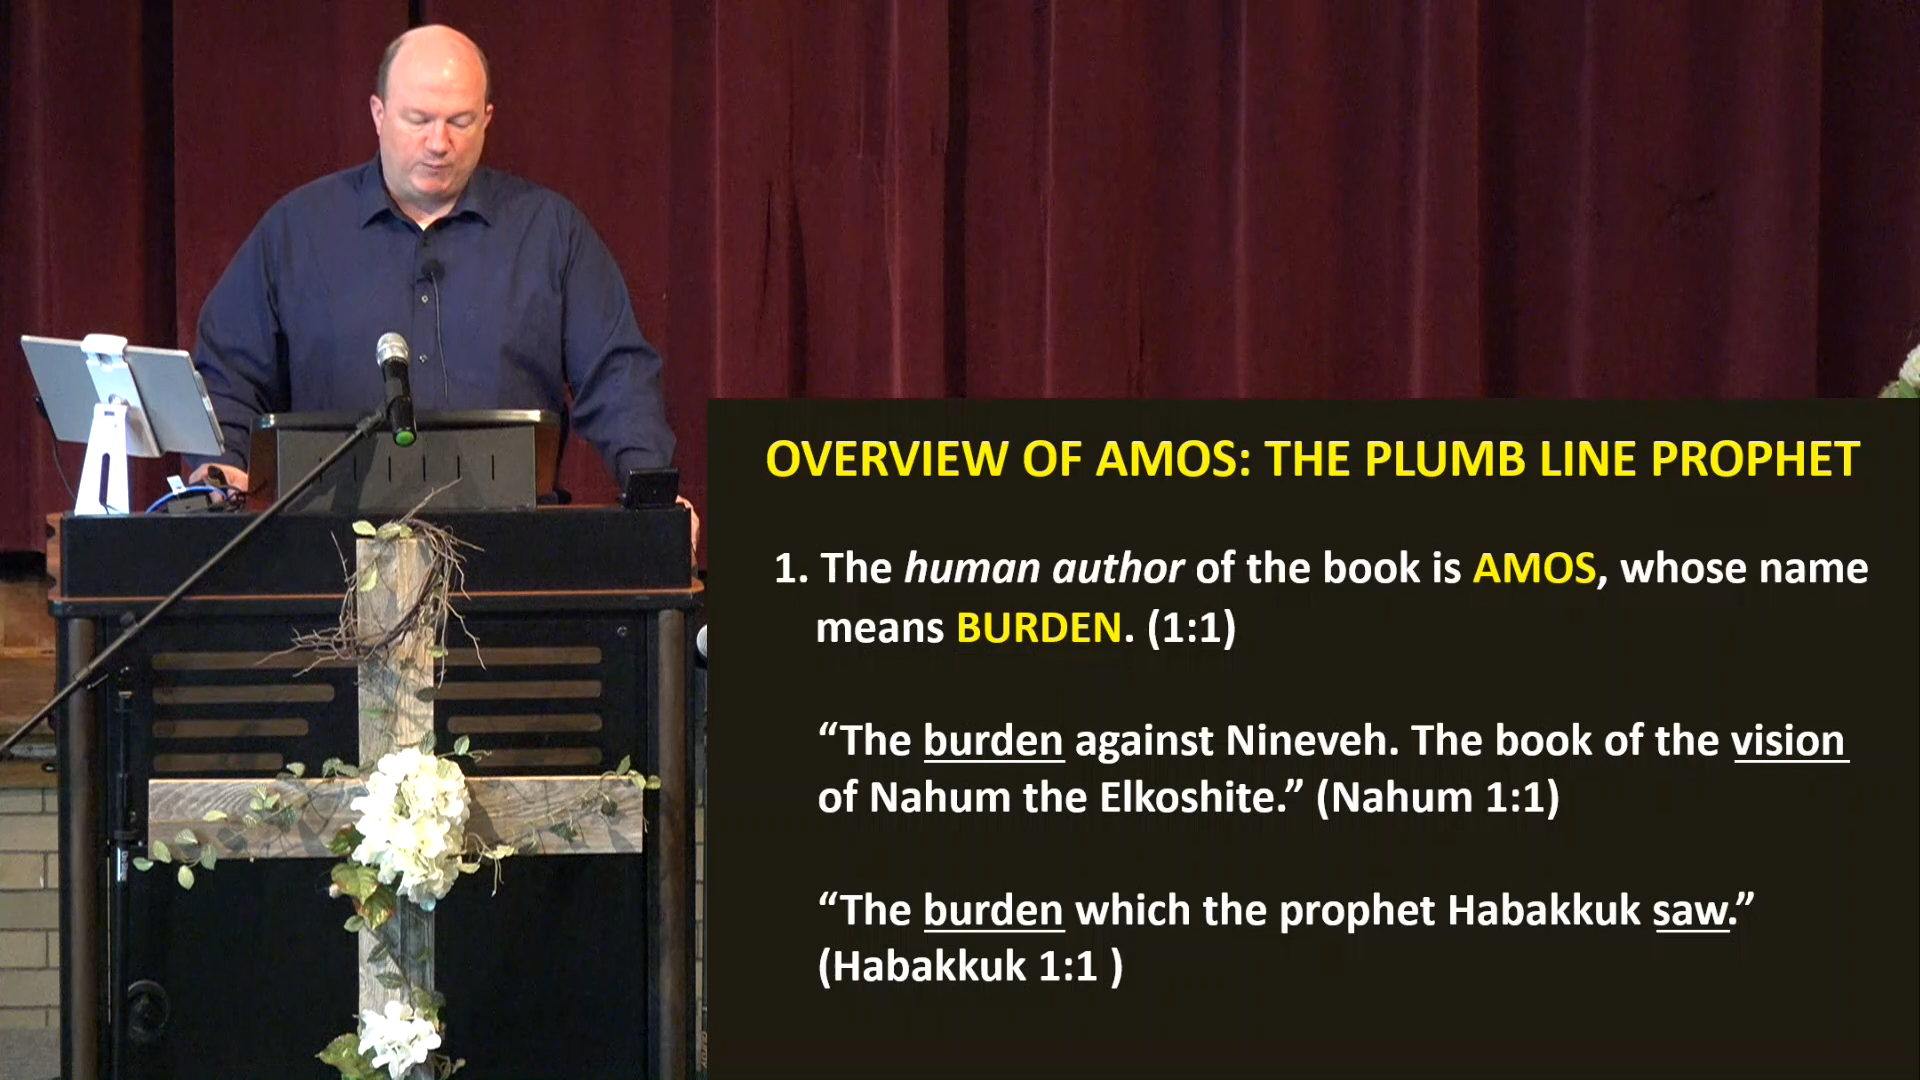 OVERVIEW OF AMOS: THE PLUMB LINE PROPHET
1. The human author of the book is AMOS, whose name
means BURDEN. (1:1)
“The burden against Nineveh. The book of the vision
of Nahum the Elkoshite.” (Nahum 1:1)
“The burden which the prophet Habakkuk saw.”
(Habakkuk 1:1 )